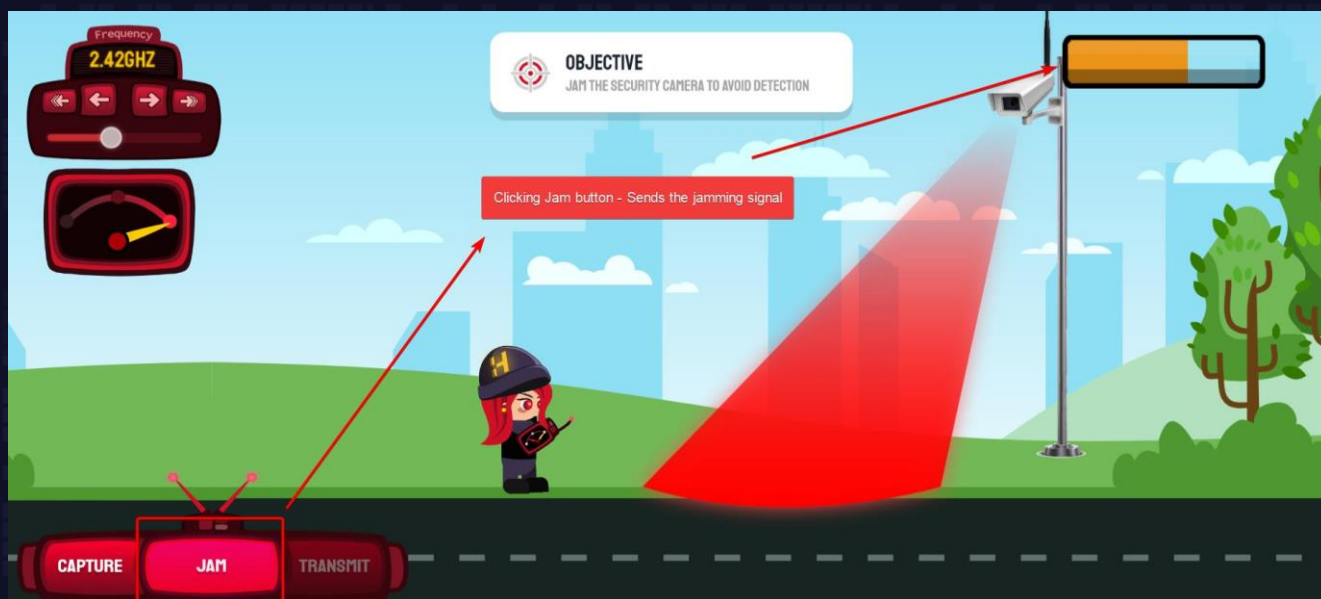 Frequency
2.42GHZ
OBJECTIVE
JAM THE SECURITY CAMERA TO AVOID DETECTION
Clicking Jam button - Sends the jamming signal
H
CAPTURE
JAM
TRANSMIT